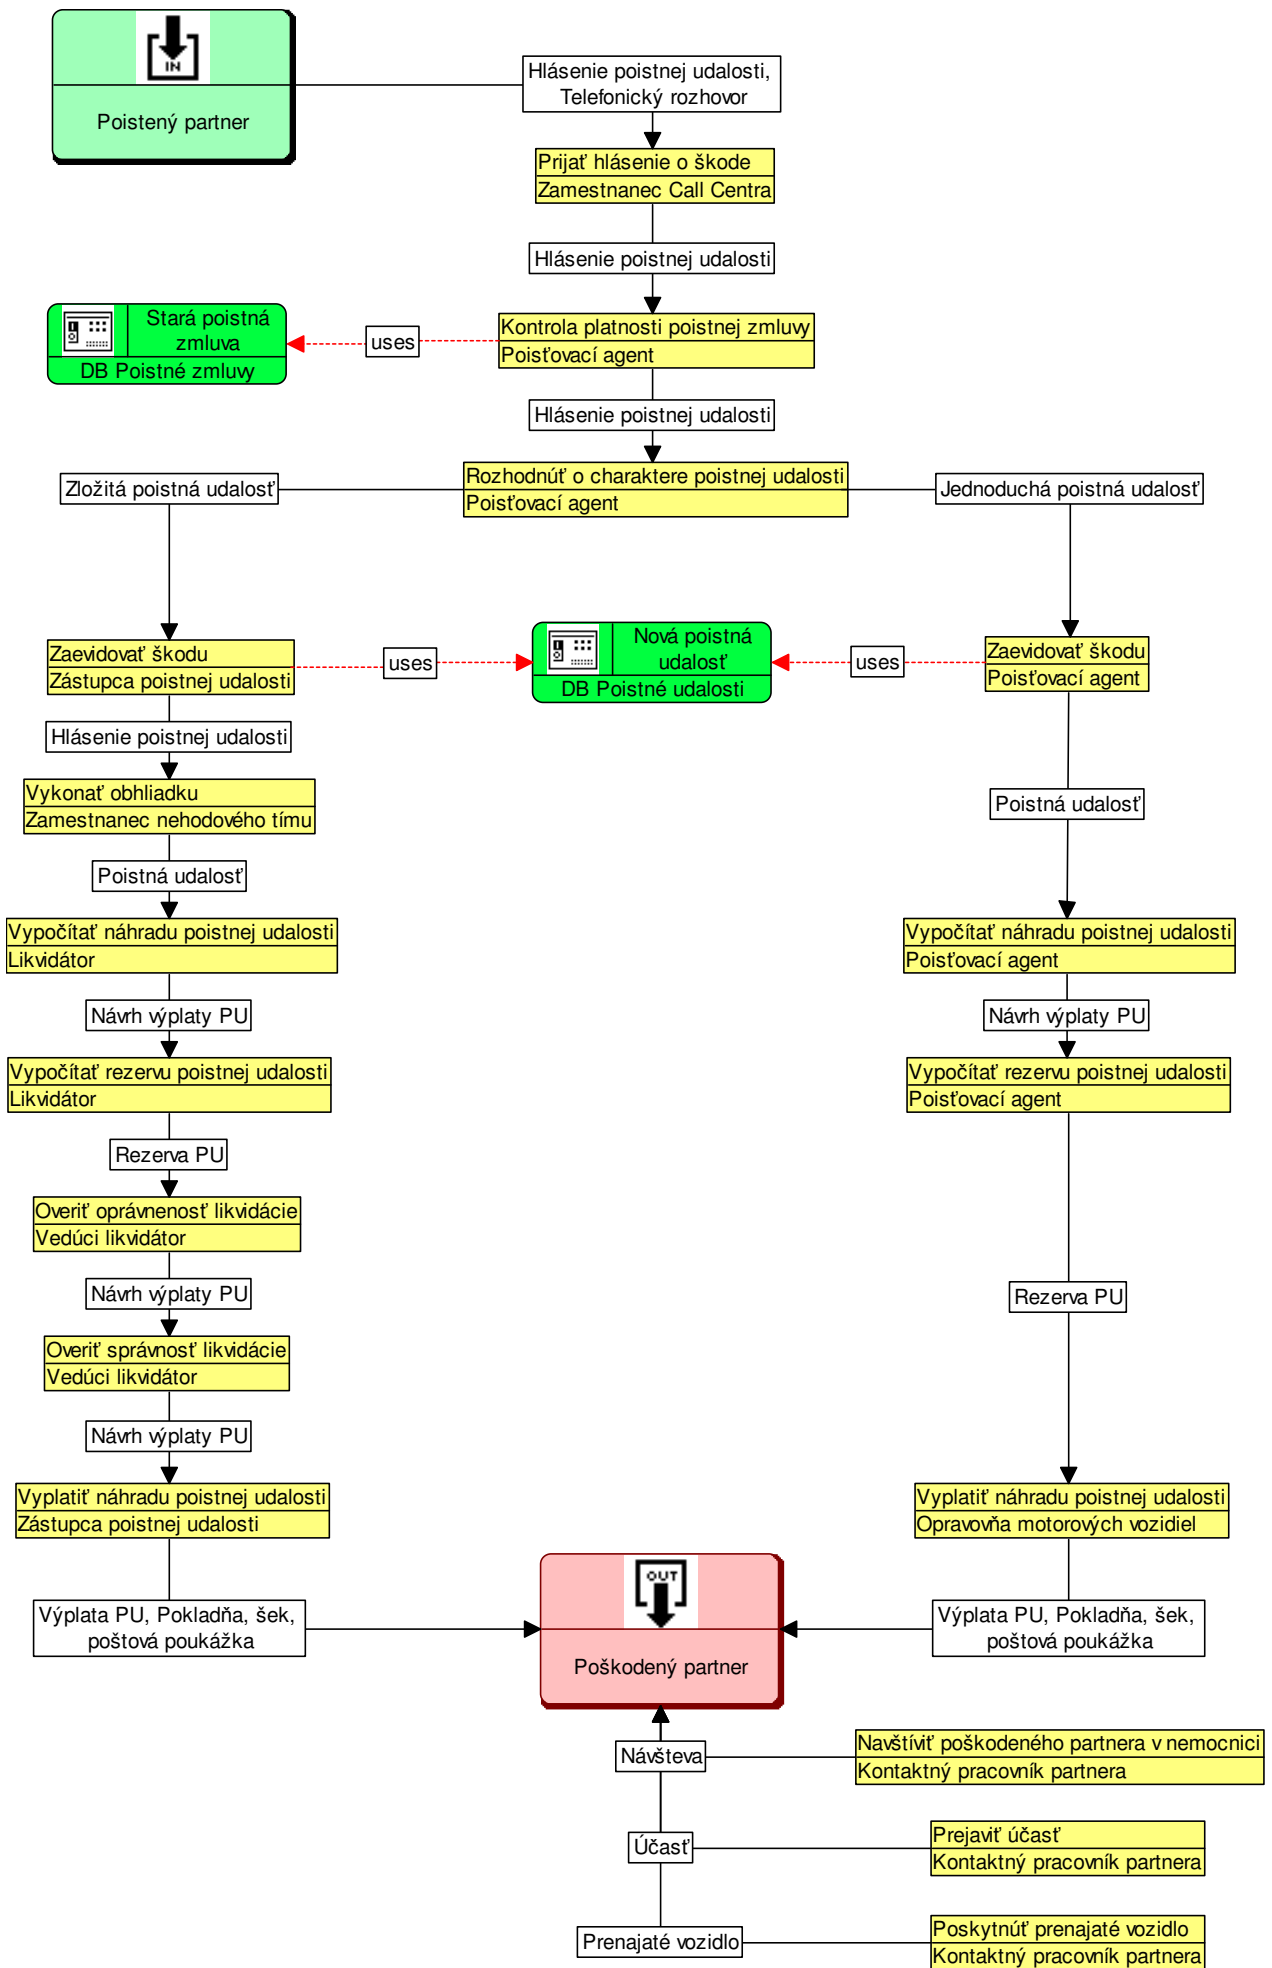 IN
Poistený partner
Hlásenie poistnej udalosti,
Telefonický rozhovor
Prijať hlásenie o škode
Zamestnanec Call Centra
Hlásenie poistnej udalosti
Stará poistná
zmluva
DB Poistné zmluvy
uses
Kontrola platnosti poistnej zmluvy
Poisťovací agent
Hlásenie poistnej udalosti
Zložitá poistná udalosť
Rozhodnúť o charaktere poistnej udalosti
Poisťovací agent
Jednoduchá poistná udalosť
Zaevidovať škodu
Zástupca poistnej udalosti
uses
Nová poistná
udalosť
DB Poistné udalosti
uses
Zaevidovať škodu
Poisťovací agent
Hlásenie poistnej udalosti
Vykonať obhliadku
Zamestnanec nehodového tímu
Poistná udalosť
Poistná udalosť
Vypočítať náhradu poistnej udalosti
Likvidátor
Vypočítať náhradu poistnej udalosti
Poisťovací agent
Návrh výplaty PU
Návrh výplaty PU
Vypočítať rezervu poistnej udalosti
Likvidátor
Vypočítať rezervu poistnej udalosti
Poisťovací agent
Rezerva PU
Overiť oprávnenosť likvidácie
Vedúci likvidátor
Návrh výplaty PU
Rezerva PU
Overiť správnosť likvidácie
Vedúci likvidátor
Návrh výplaty PU
Vyplatiť náhradu poistnej udalosti
Zástupca poistnej udalosti
Vyplatiť náhradu poistnej udalosti
Opravovňa motorových vozidiel
Výplata PU, Pokladňa, šek,
poštová poukážka
OUT
Poškodený partner
Výplata PU, Pokladňa, šek,
poštová poukážka
Návšteva
Navštíviť poškodeného partnera v nemocnici
Kontaktný pracovník partnera
Účasť
Prejaviť účasť
Kontaktný pracovník partnera
Prenajaté vozidlo
Poskytnúť prenajaté vozidlo
Kontaktný pracovník partnera